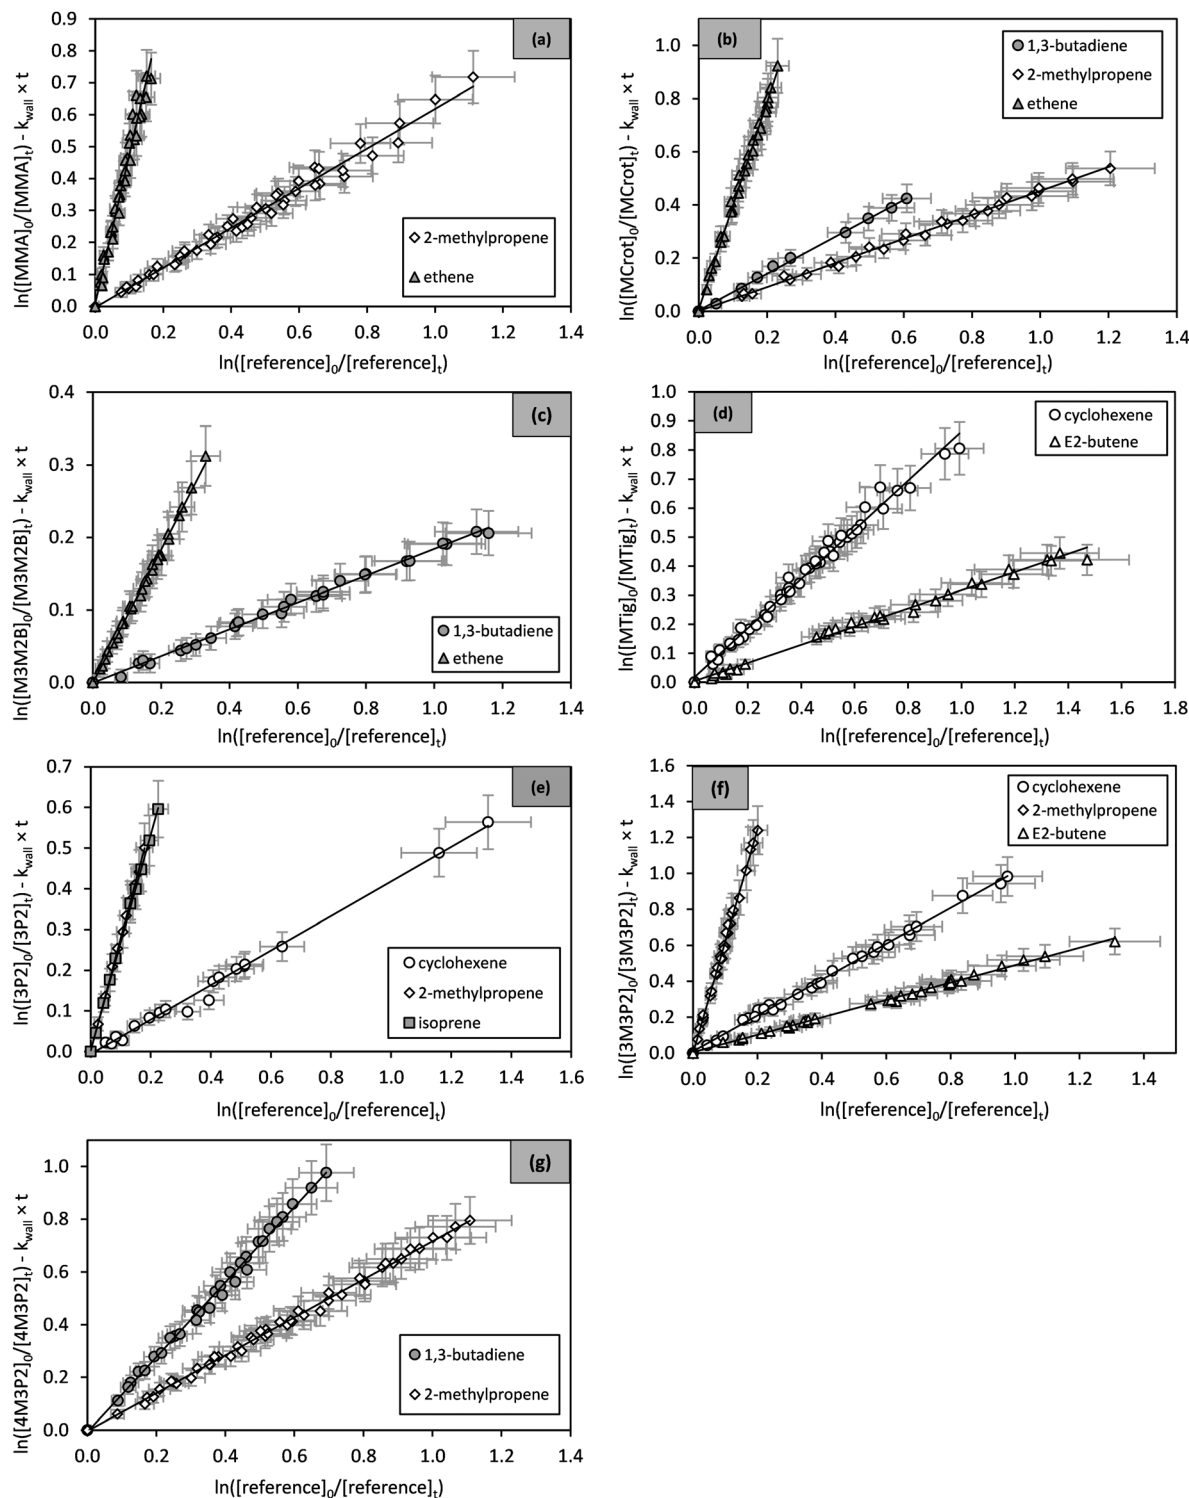 (a)
ln([MMA]₀/[MMA]ₜ) - k_wall × t
0.9
0.8
0.7
0.6
0.5
0.4
0.3
0.2
0.1
0.0
2-methylpropene
ethene
0.0 0.2 0.4 0.6 0.8 1.0 1.2 1.4
ln([reference]₀/[reference]ₜ)
(b)
ln([MCrot]₀/[MCrot]ₜ) - k_wall × t
1.0
0.8
0.6
0.4
0.2
0.0
1,3-butadiene
2-methylpropene
ethene
0.0 0.2 0.4 0.6 0.8 1.0 1.2 1.4
ln([reference]₀/[reference]ₜ)
(c)
ln([M3M2B]₀/[M3M2B]ₜ) - k_wall × t
0.4
0.3
0.2
0.1
0.0
1,3-butadiene
ethene
0.0 0.2 0.4 0.6 0.8 1.0 1.2 1.4
ln([reference]₀/[reference]ₜ)
(d)
ln([MTig]₀/[MTig]ₜ) - k_wall × t
1.0
0.9
0.8
0.7
0.6
0.5
0.4
0.3
0.2
0.1
0.0
cyclohexene
E2-butene
0.0 0.2 0.4 0.6 0.8 1.0 1.2 1.4 1.6 1.8
ln([reference]₀/[reference]ₜ)
(e)
ln([3P2]₀/[3P2]ₜ) - k_wall × t
0.7
0.6
0.5
0.4
0.3
0.2
0.1
0.0
cyclohexene
2-methylpropene
isoprene
0.0 0.2 0.4 0.6 0.8 1.0 1.2 1.4 1.6
ln([reference]₀/[reference]ₜ)
(f)
ln([3M3P2]₀/[3M3P2]ₜ) - k_wall × t
1.6
1.4
1.2
1.0
0.8
0.6
0.4
0.2
0.0
cyclohexene
2-methylpropene
E2-butene
0.0 0.2 0.4 0.6 0.8 1.0 1.2 1.4
ln([reference]₀/[reference]ₜ)
(g)
ln([4M3P2]₀/[4M3P2]ₜ) - k_wall × t
1.0
0.8
0.6
0.4
0.2
0.0
1,3-butadiene
2-methylpropene
0.0 0.2 0.4 0.6 0.8 1.0 1.2 1.4
ln([reference]₀/[reference]ₜ)